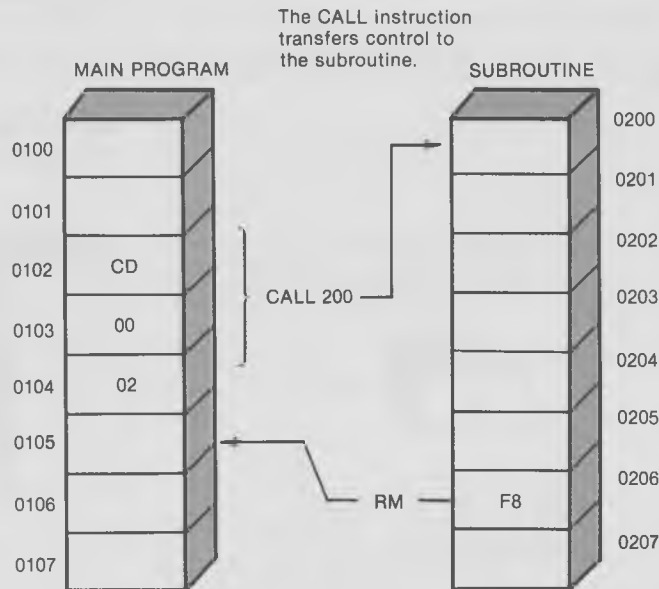 The CALL instruction
transfers control to
the subroutine.
MAIN PROGRAM
SUBROUTINE
0100
0101
0102
CD
0103
00
0104
02
0105
0106
0107
CALL 200
RM
0200
0201
0202
0203
0204
0205
0206
F8
0207